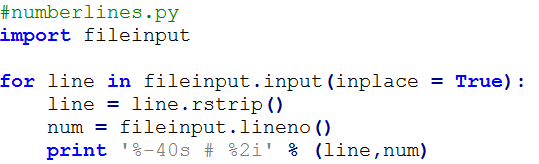 #numberlines.py
import fileinput

for line in fileinput.input(inplace = True):
    line = line.rstrip()
    num = fileinput.lineno()
    print '%-40s # %2i' % (line,num)